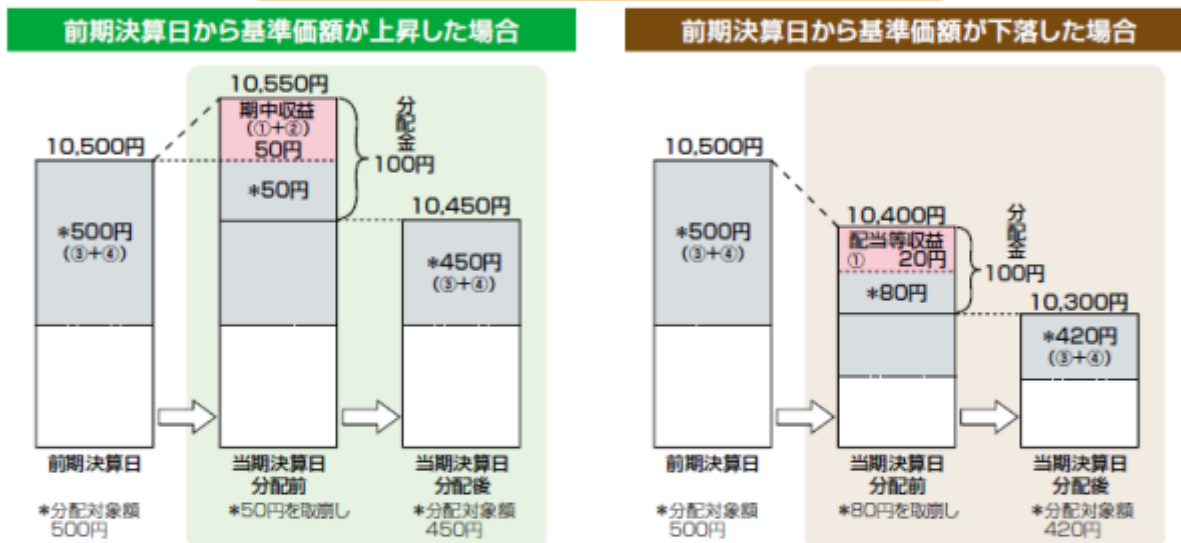 前期決算日から基準価額が上昇した場合
10,550円
期中収益
(①+②)
50円
分配金
100円
10,500円
*50円
10,450円
*500円
(③+④)
*450円
(③+④)
前期決算日
当期決算日
分配前
当期決算日
分配後
*分配対象額
500円
*50円を取崩し
*分配対象額
450円
前期決算日から基準価額が下落した場合
10,500円
10,400円
配当等収益
① 20円
分配金
100円
*500円
(③+④)
*80円
10,300円
*420円
(③+④)
前期決算日
当期決算日
分配前
当期決算日
分配後
*分配対象額
500円
*80円を取崩し
*分配対象額
420円